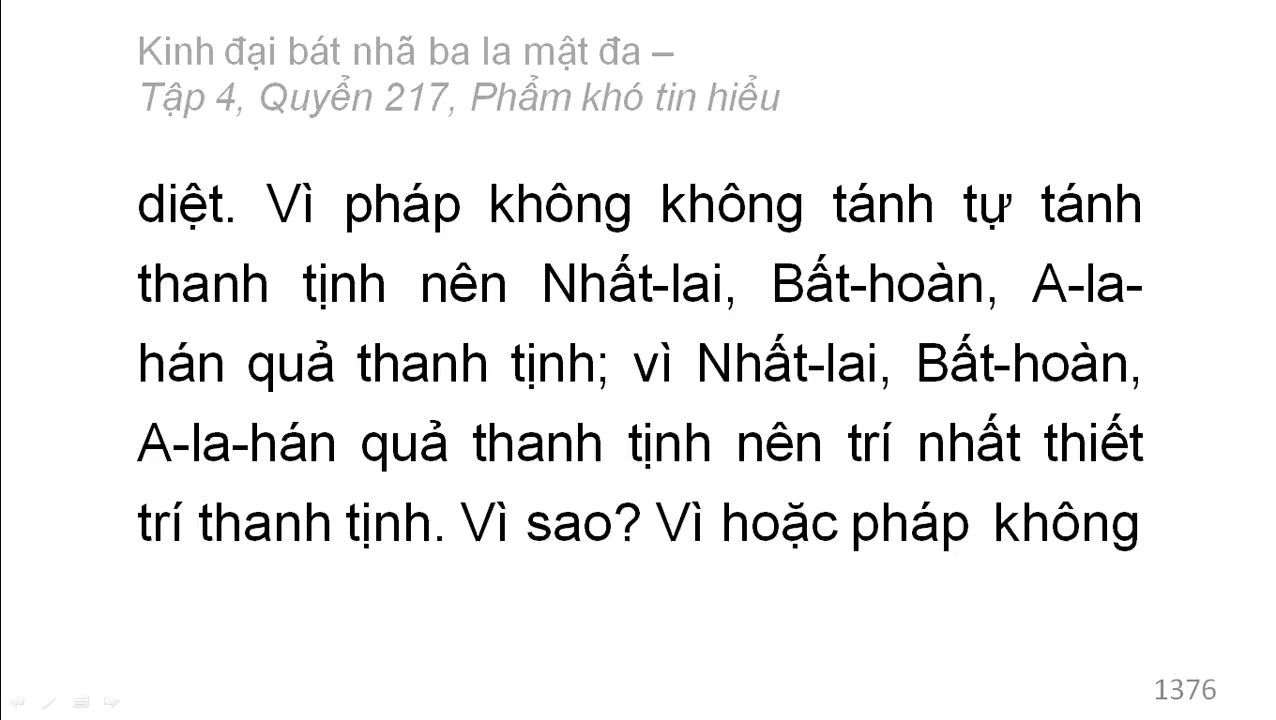 Kinh đại bát nhã ba la mật đa –
Tập 4, Quyển 217, Phẩm khó tin hiểu
diệt. Vì pháp không không tánh tự tánh
thanh tịnh nên Nhất-lai, Bất-hoàn, A-la-
hán quả thanh tịnh; vì Nhất-lai, Bất-hoàn,
A-la-hán quả thanh tịnh nên trí nhất thiết
trí thanh tịnh. Vì sao? Vì hoặc pháp không
1376